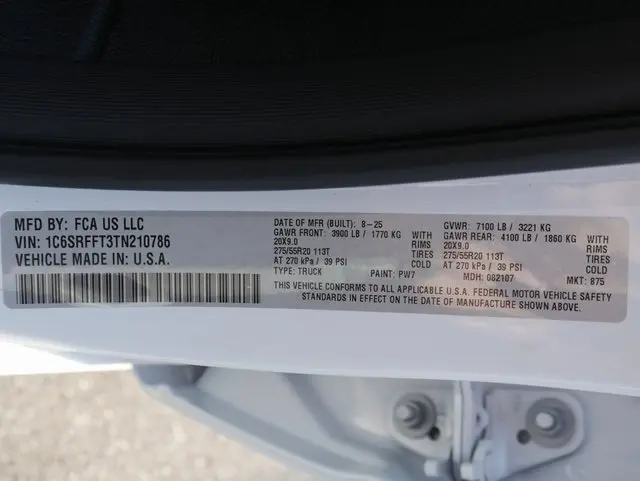 MFD BY: FCA US LLC
VIN: 1C6SRFFT3TN210786
VEHICLE MADE IN: U.S.A.
DATE OF MFR (BUILT): 8-25
GAWR FRONT: 3900 LB / 1770 KG WITH
20X9.0 RIMS
275/55R20 113T TIRES
AT 270 kPa / 39 PSI COLD
TYPE: TRUCK PAINT: PW7
GVWR: 7100 LB / 3221 KG
GAWR REAR: 4100 LB / 1860 KG WITH
20X9.0 RIMS
275/55R20 113T TIRES
AT 270 kPa / 39 PSI COLD
MDH: 082107 MKT: 875
THIS VEHICLE CONFORMS TO ALL APPLICABLE U.S.A. FEDERAL MOTOR VEHICLE SAFETY
STANDARDS IN EFFECT ON THE DATE OF MANUFACTURE SHOWN ABOVE.